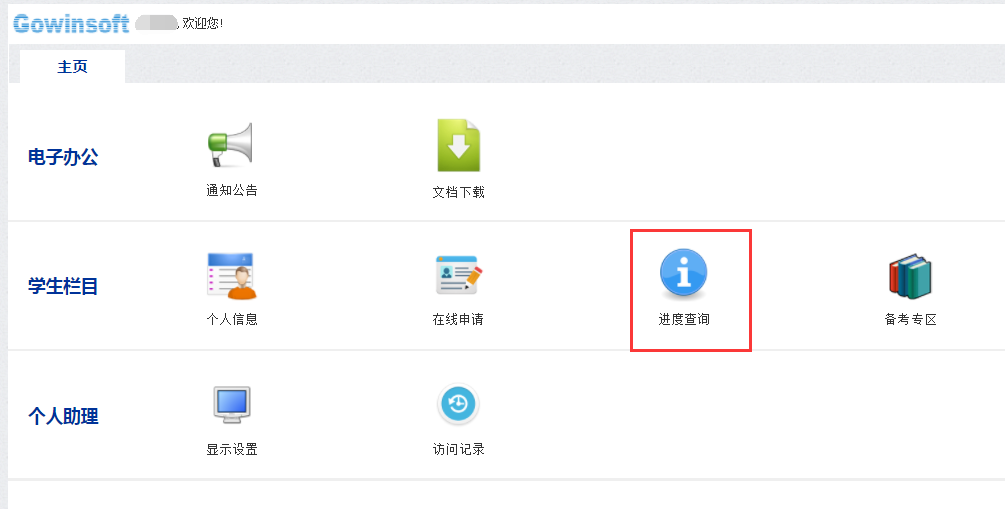 Gowinsoft ,欢迎您!
主页
电子办公
通知公告
文档下载
学生栏目
个人信息
在线申请
进度查询
备考专区
个人助理
显示设置
访问记录